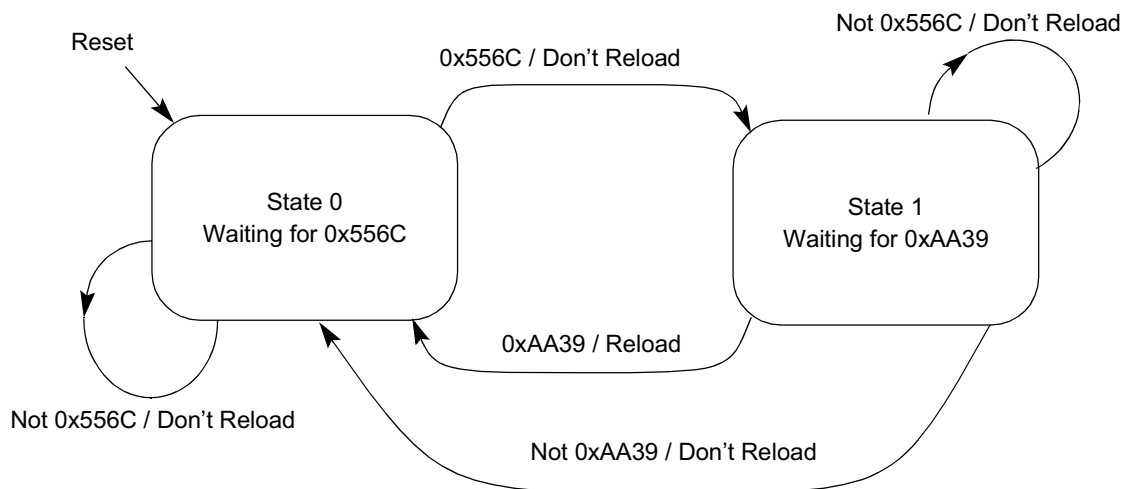 Reset
0x556C / Don't Reload
Not 0x556C / Don't Reload
State 0
Waiting for 0x556C
State 1
Waiting for 0xAA39
0xAA39 / Reload
Not 0x556C / Don't Reload
Not 0xAA39 / Don't Reload